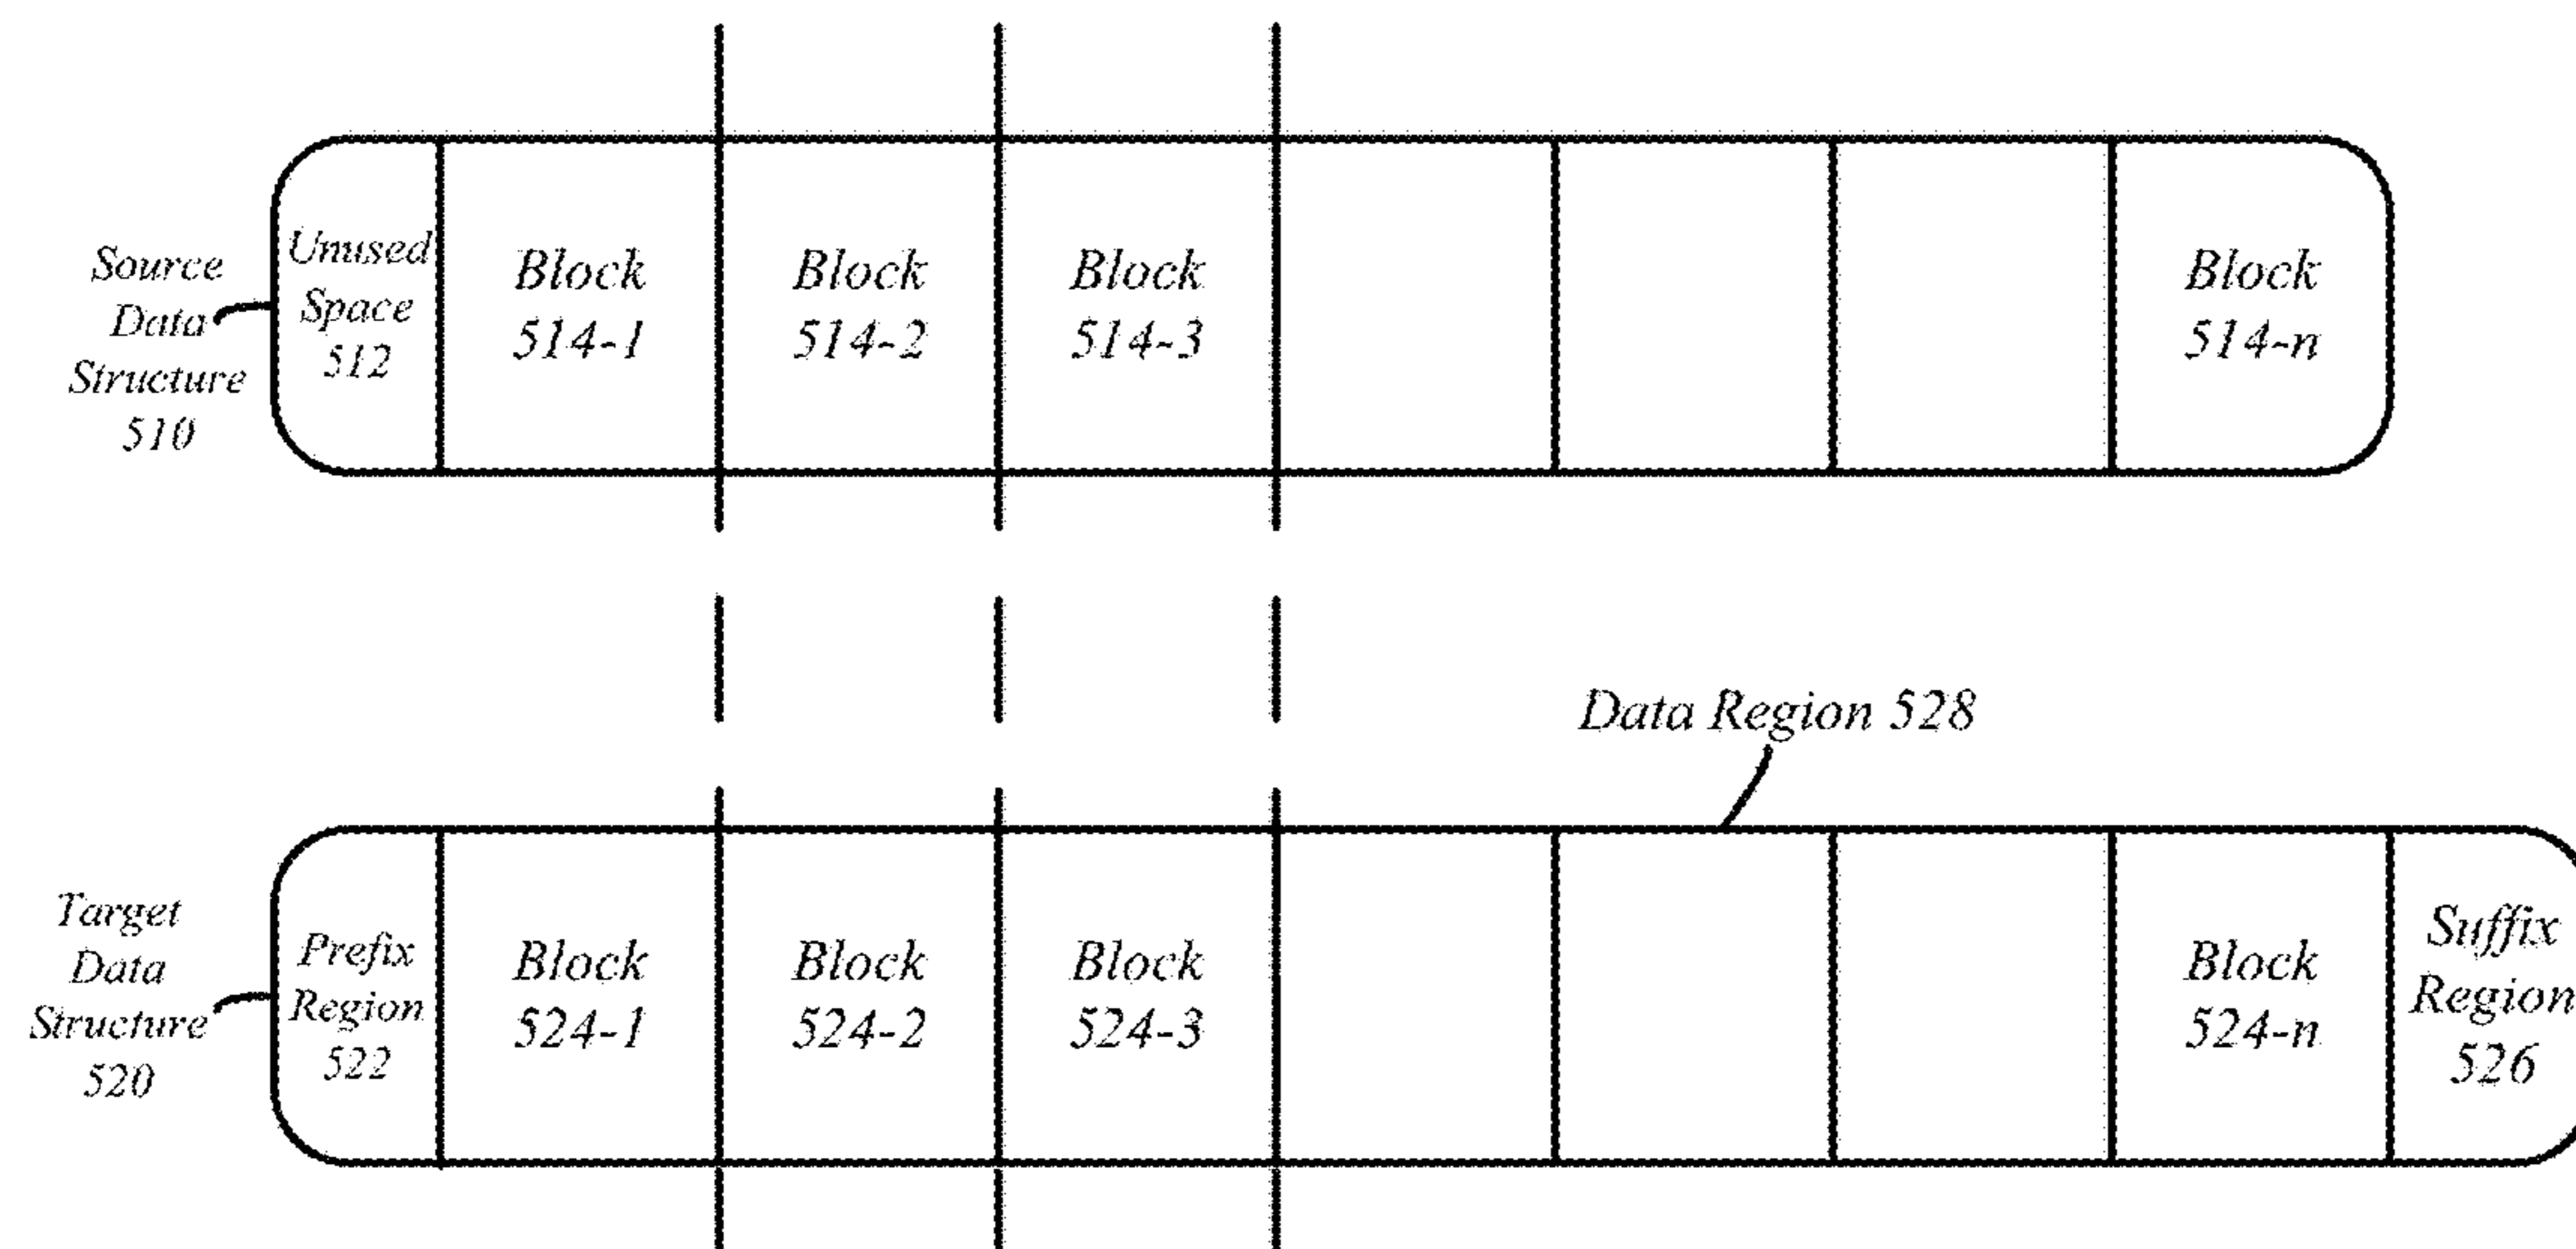 Source
Data
Structure
510
Unused
Space
512
Block
514-1
Block
514-2
Block
514-3
Block
514-n
Data Region 528
Target
Data
Structure
520
Prefix
Region
522
Block
524-1
Block
524-2
Block
524-3
Block
524-n
Suffix
Region
526